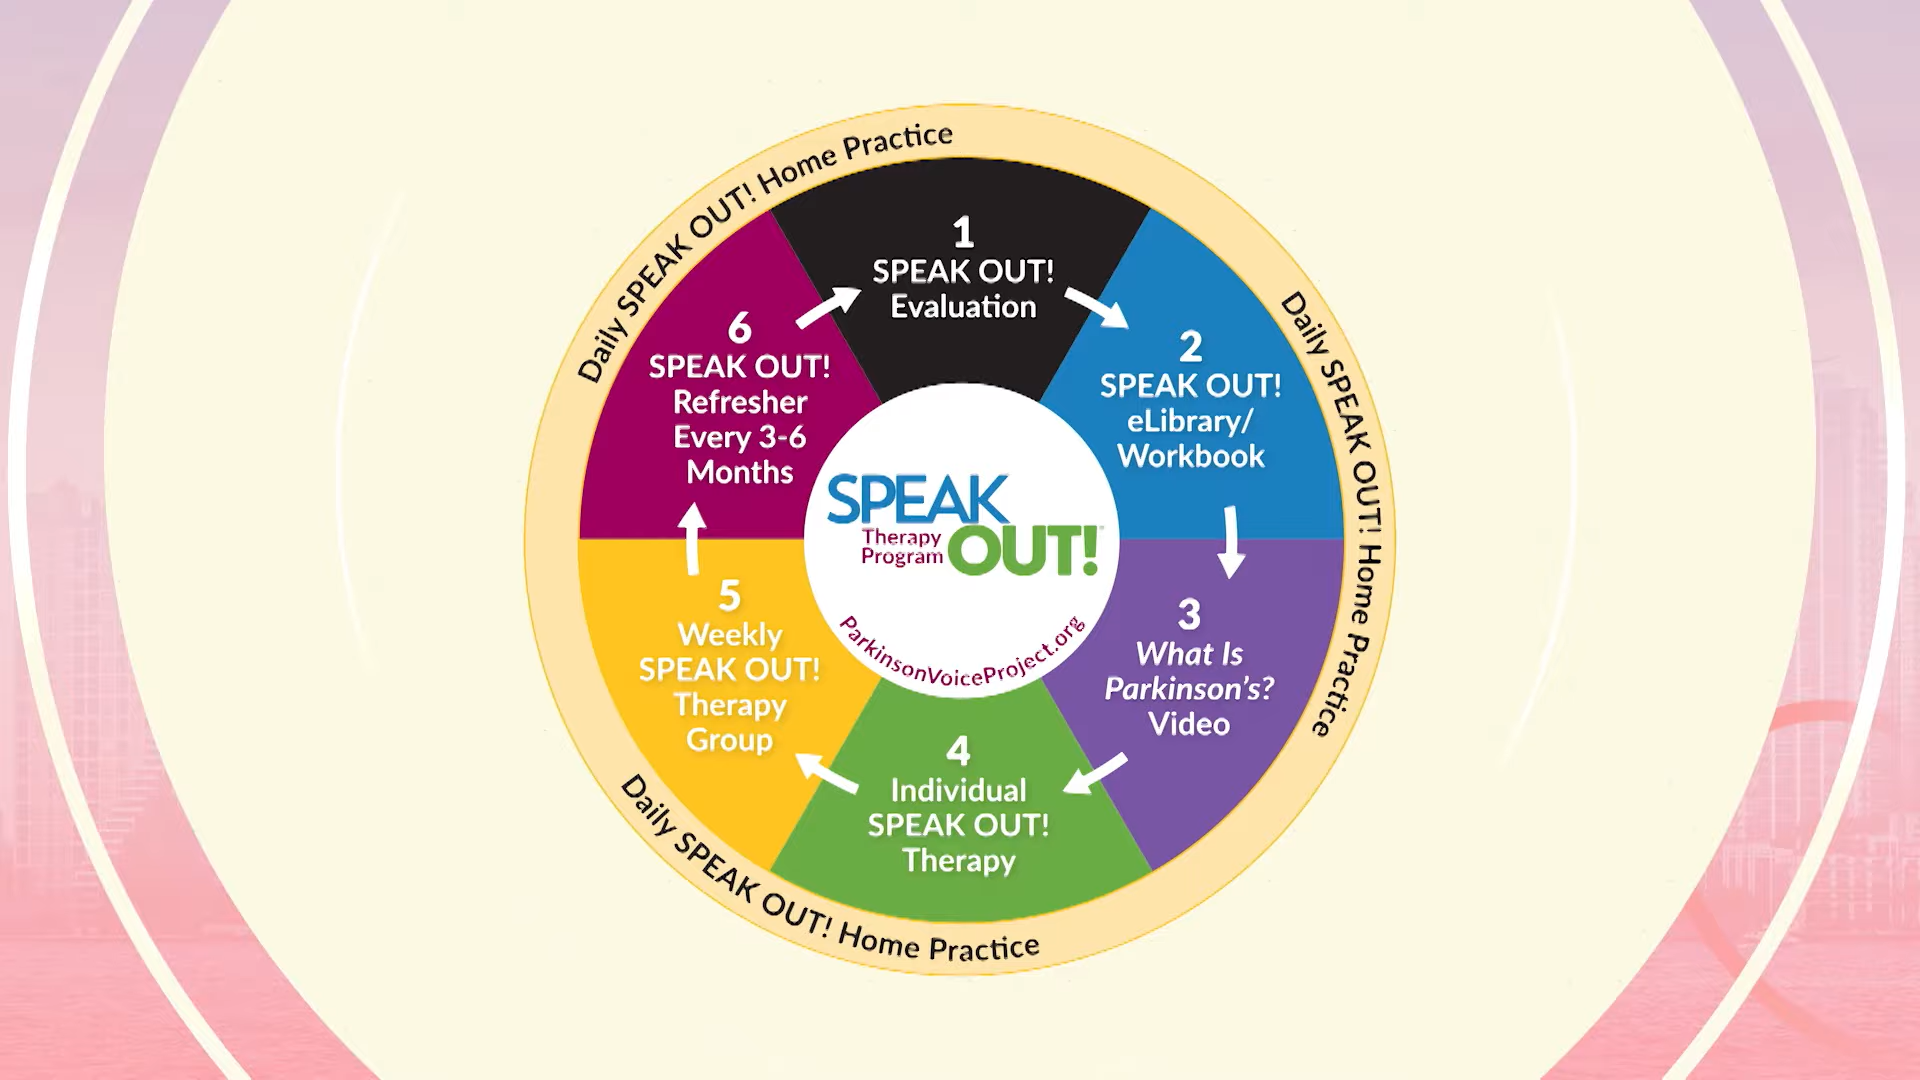 Daily SPEAK OUT! Home Practice
Daily SPEAK OUT! Home Practice
Daily SPEAK OUT! Home Practice
1
SPEAK OUT!
Evaluation
2
SPEAK OUT!
eLibrary/
Workbook
3
What Is
Parkinson's?
Video
4
Individual
SPEAK OUT!
Therapy
5
Weekly
SPEAK OUT!
Therapy
Group
6
SPEAK OUT!
Refresher
Every 3-6
Months
SPEAK
Therapy
Program
OUT!
ParkinsonVoiceProject.org